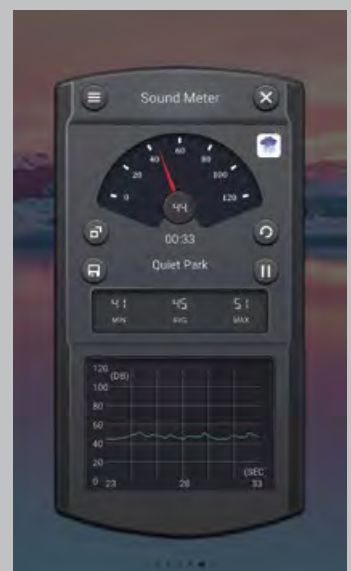 Sound Meter
0 20 40 60 80 100 120
44
00:33
Quiet Park
41 45 51
MIN AVG MAX
120
(DB)
100
80
60
40
20
(SEC
0 23 28 33